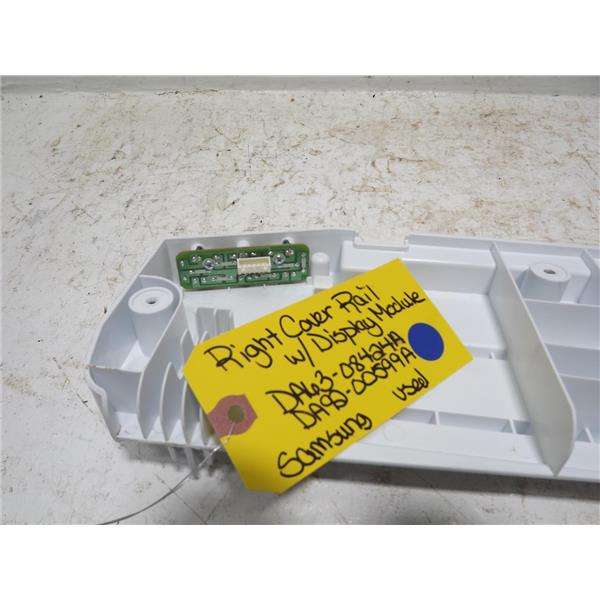 Right Cover Rail
w/ Display Module
DA63-08424A
DA92-00599A
Samsung used